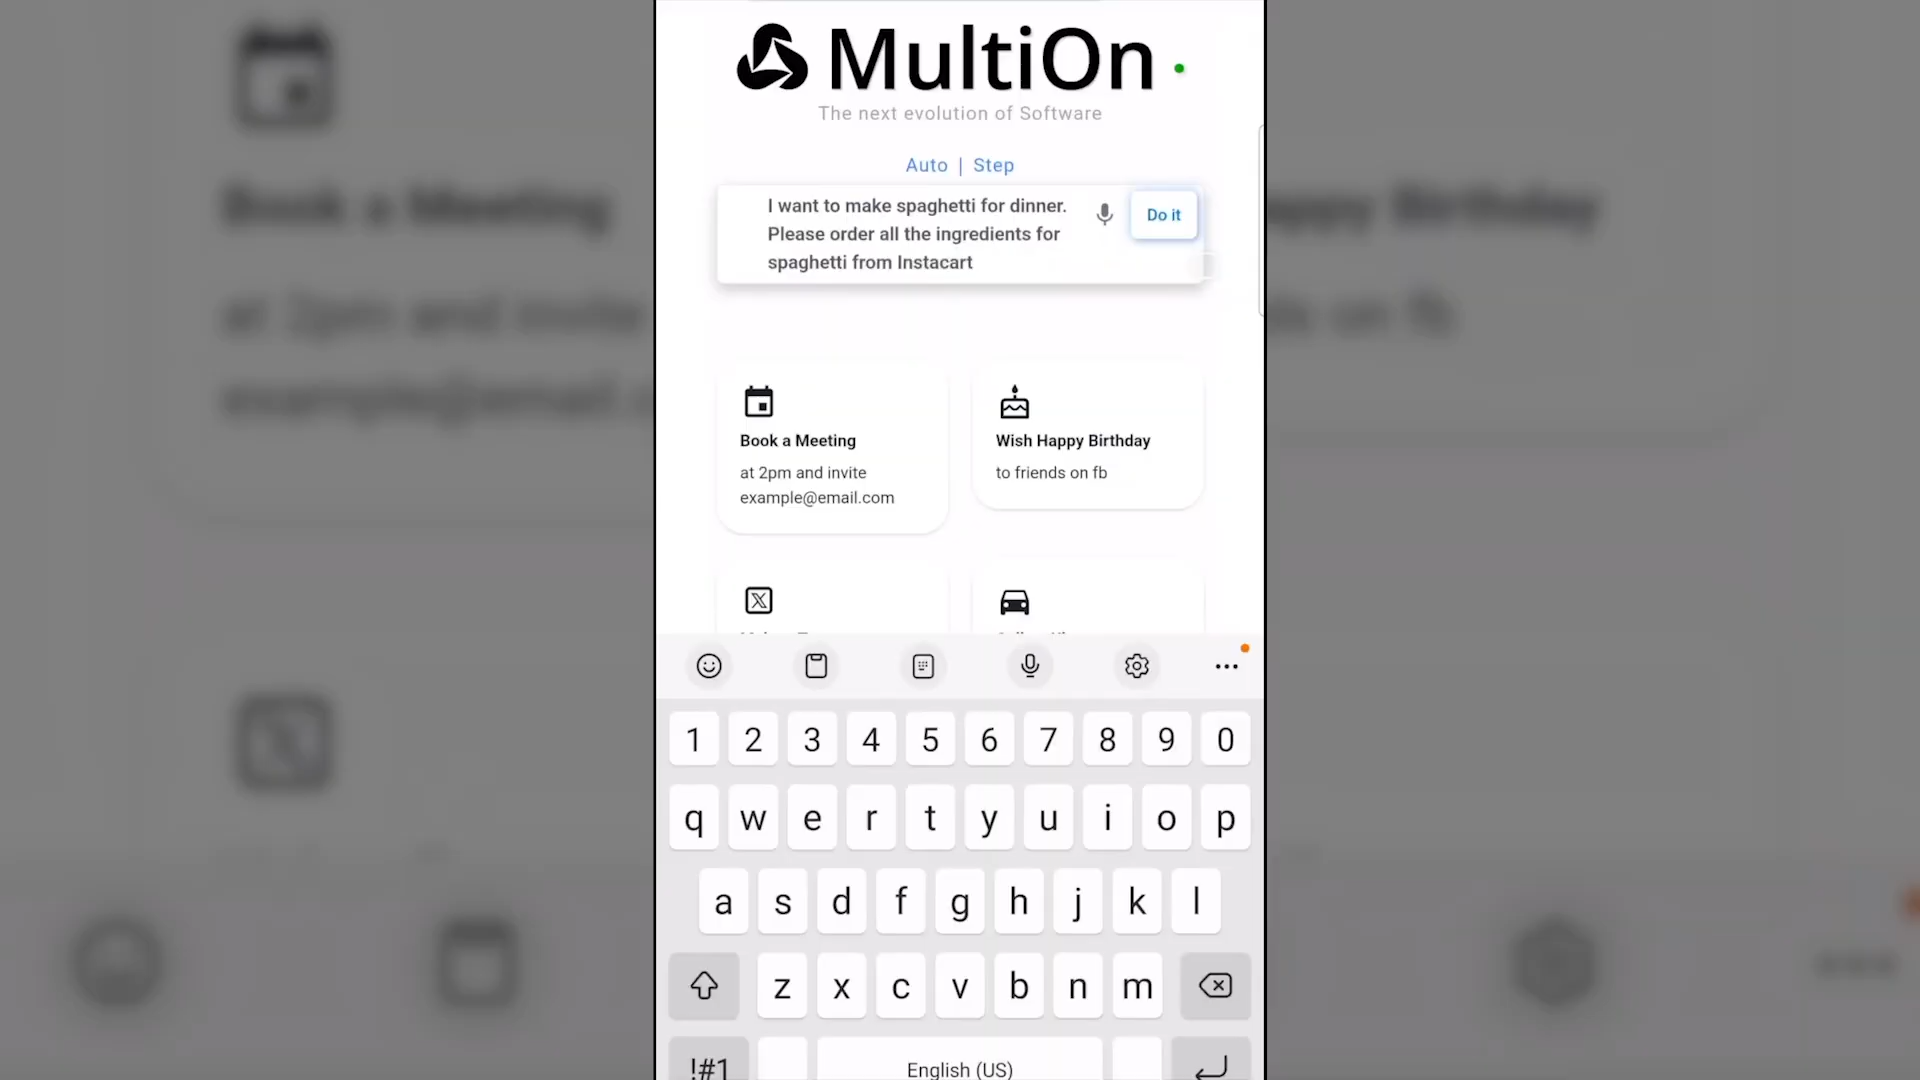 MultiOn
The next evolution of Software
Auto | Step
I want to make spaghetti for dinner.
Please order all the ingredients for
spaghetti from Instacart
Do it
Book a Meeting
at 2pm and invite
example@email.com
Wish Happy Birthday
to friends on fb
1 2 3 4 5 6 7 8 9 0
q w e r t y u i o p
a s d f g h j k l
z x c v b n m
!#1
English (US)